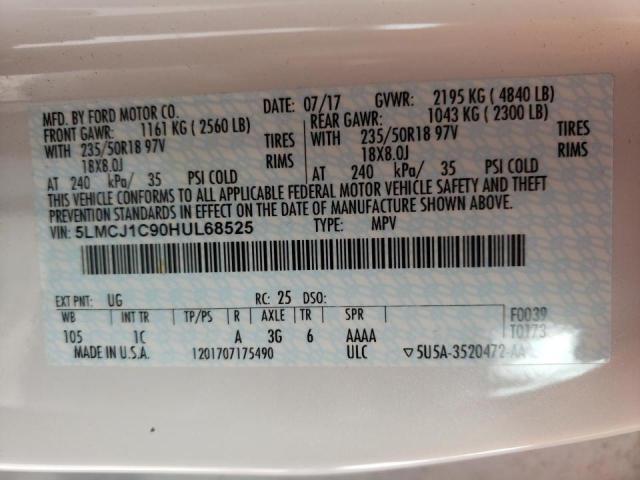 MFD. BY FORD MOTOR CO. DATE: 07/17 GVWR: 2195 KG ( 4840 LB)
FRONT GAWR: 1161 KG ( 2560 LB) REAR GAWR: 1043 KG ( 2300 LB)
WITH 235/50R18 97V TIRES WITH 235/50R18 97V TIRES
18X8.0J RIMS 18X8.0J RIMS
AT 240 kPa/ 35 PSI COLD AT 240 kPa/ 35 PSI COLD
THIS VEHICLE CONFORMS TO ALL APPLICABLE FEDERAL MOTOR VEHICLE SAFETY AND THEFT
PREVENTION STANDARDS IN EFFECT ON THE DATE OF MANUFACTURE SHOWN ABOVE.
VIN: 5LMCJ1C90HUL68525 TYPE: MPV
EXT PNT: UG RC: 25 DSO:
WB INT TR TP/PS R AXLE TR SPR F0039
105 1C A 3G 6 AAAA T0173
MADE IN U.S.A. 1201707175490 ULC ▽5U5A-3520472-AA